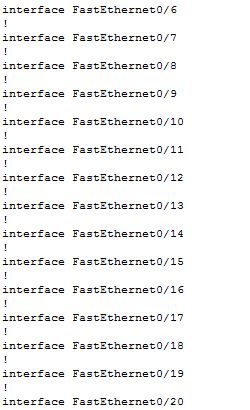 interface FastEthernet0/6
!
interface FastEthernet0/7
!
interface FastEthernet0/8
!
interface FastEthernet0/9
!
interface FastEthernet0/10
!
interface FastEthernet0/11
!
interface FastEthernet0/12
!
interface FastEthernet0/13
!
interface FastEthernet0/14
!
interface FastEthernet0/15
!
interface FastEthernet0/16
!
interface FastEthernet0/17
!
interface FastEthernet0/18
!
interface FastEthernet0/19
!
interface FastEthernet0/20